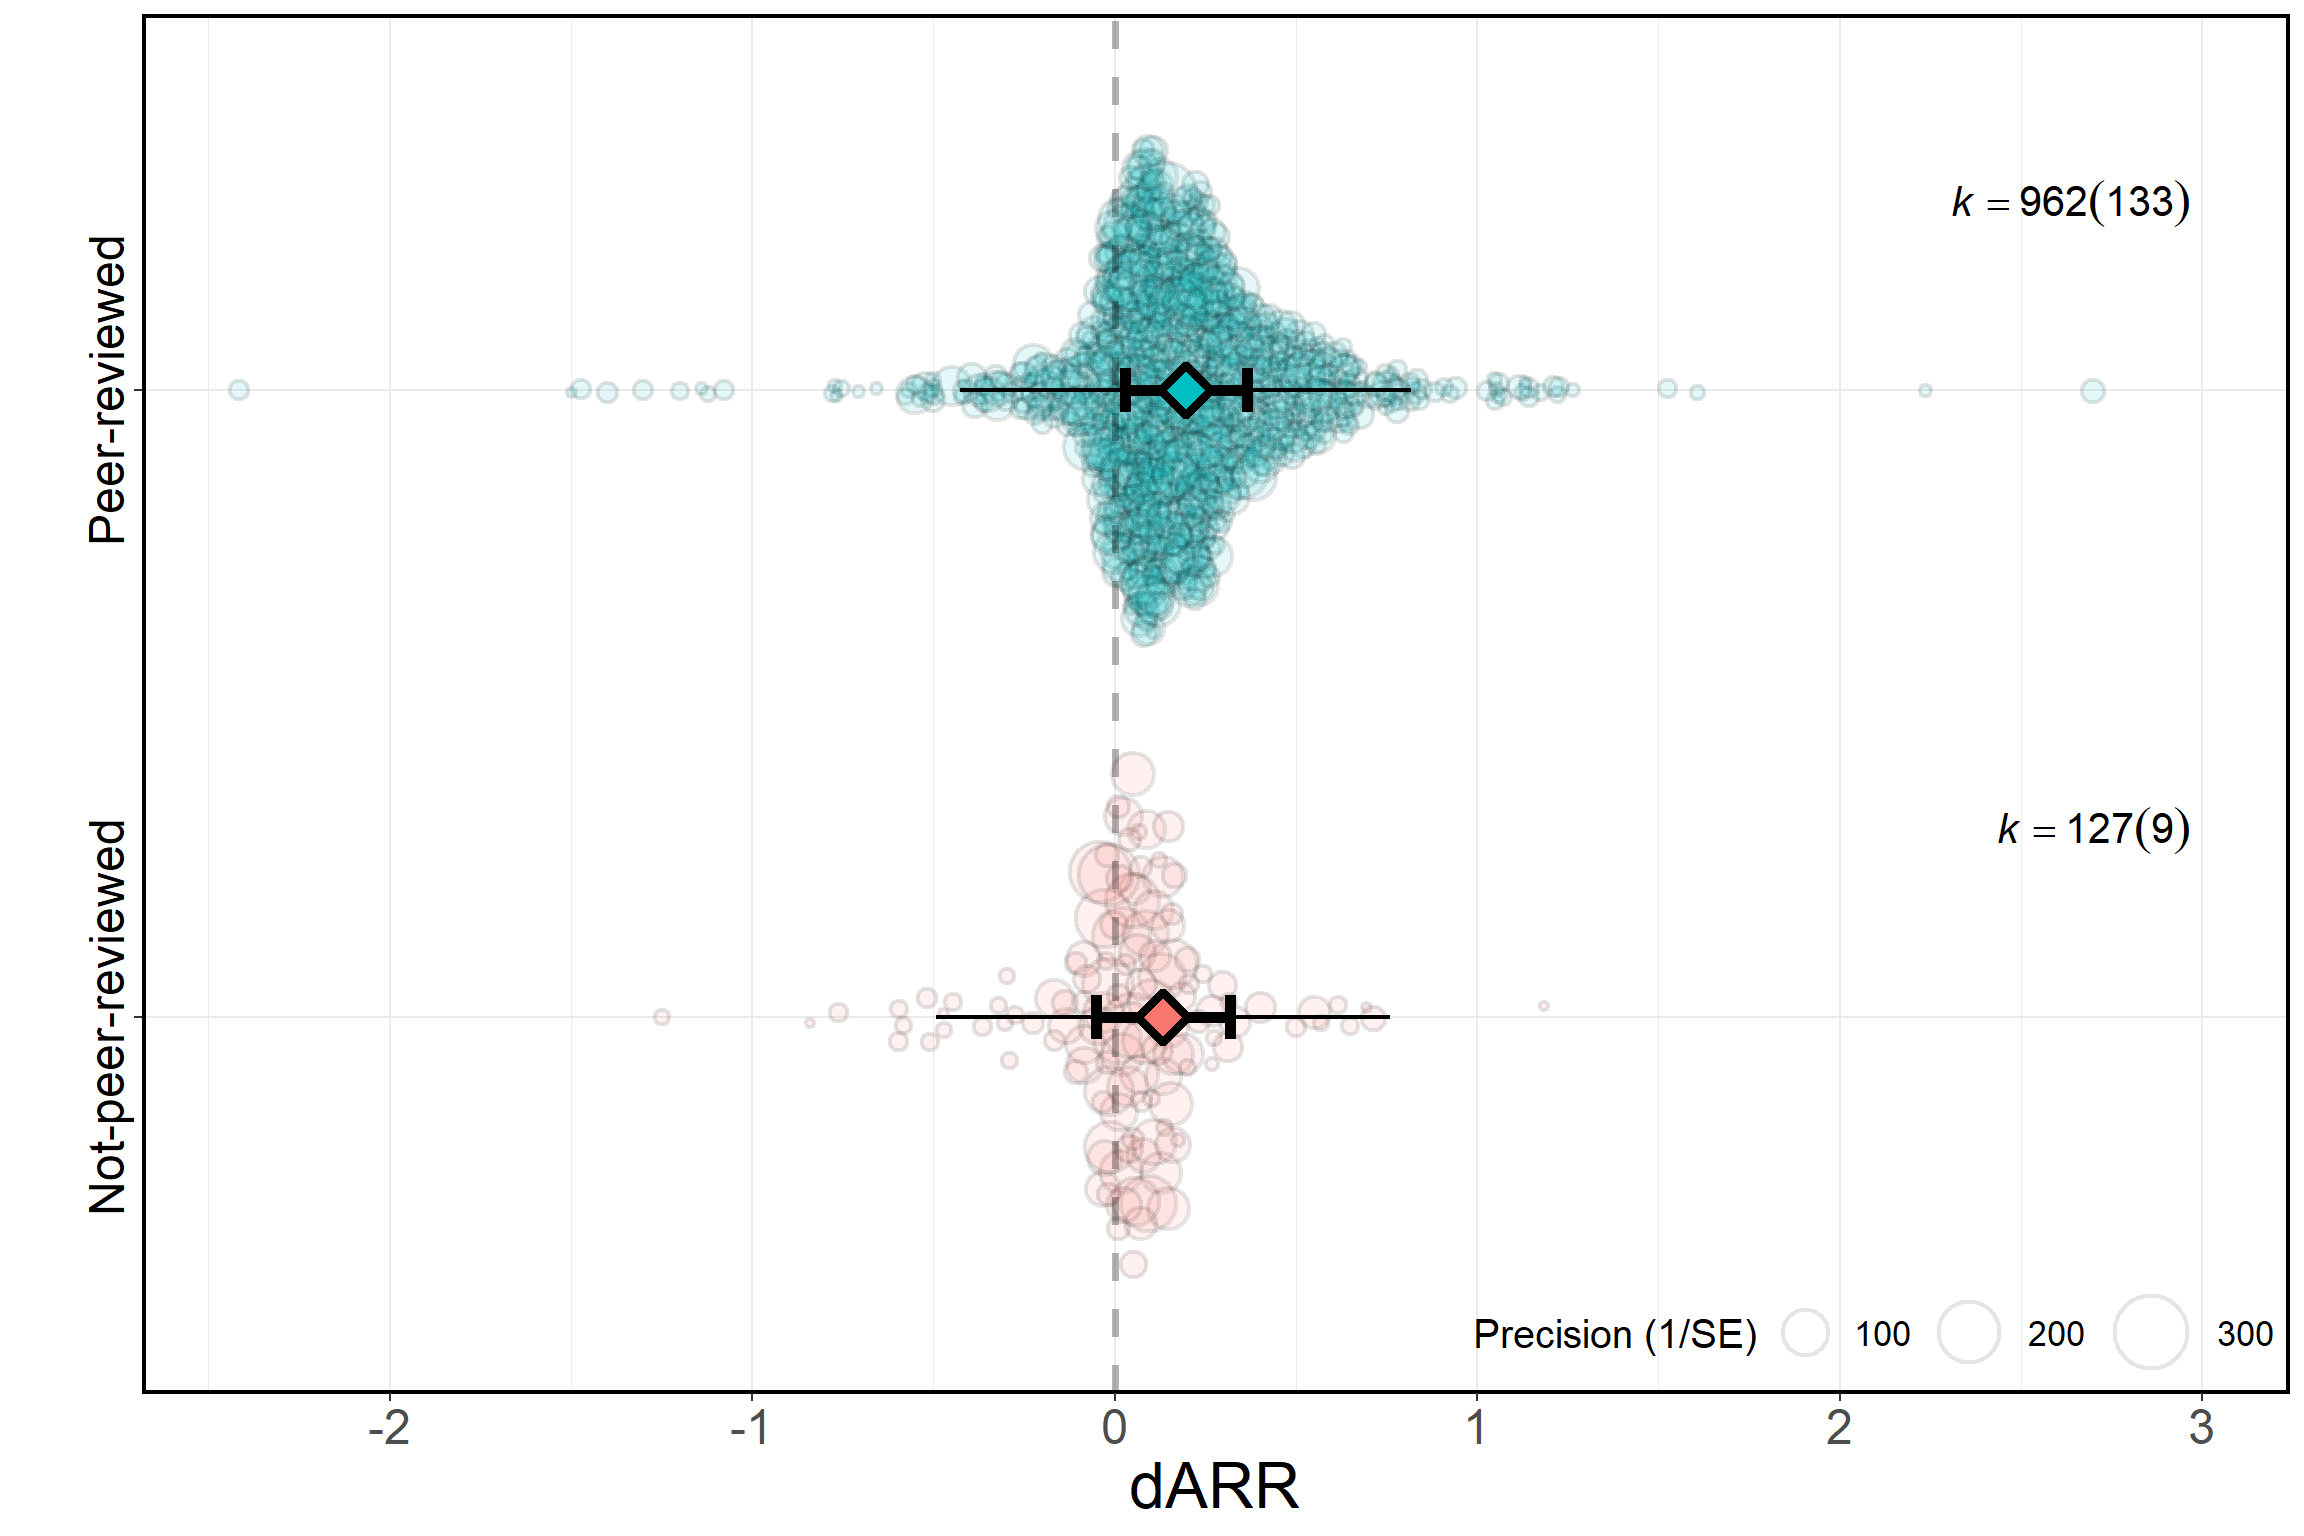 Peer-reviewed
k = 962(133)
Not-peer-reviewed
k = 127(9)
Precision (1/SE) 100 200 300
-2 -1 0 1 2 3
dARR